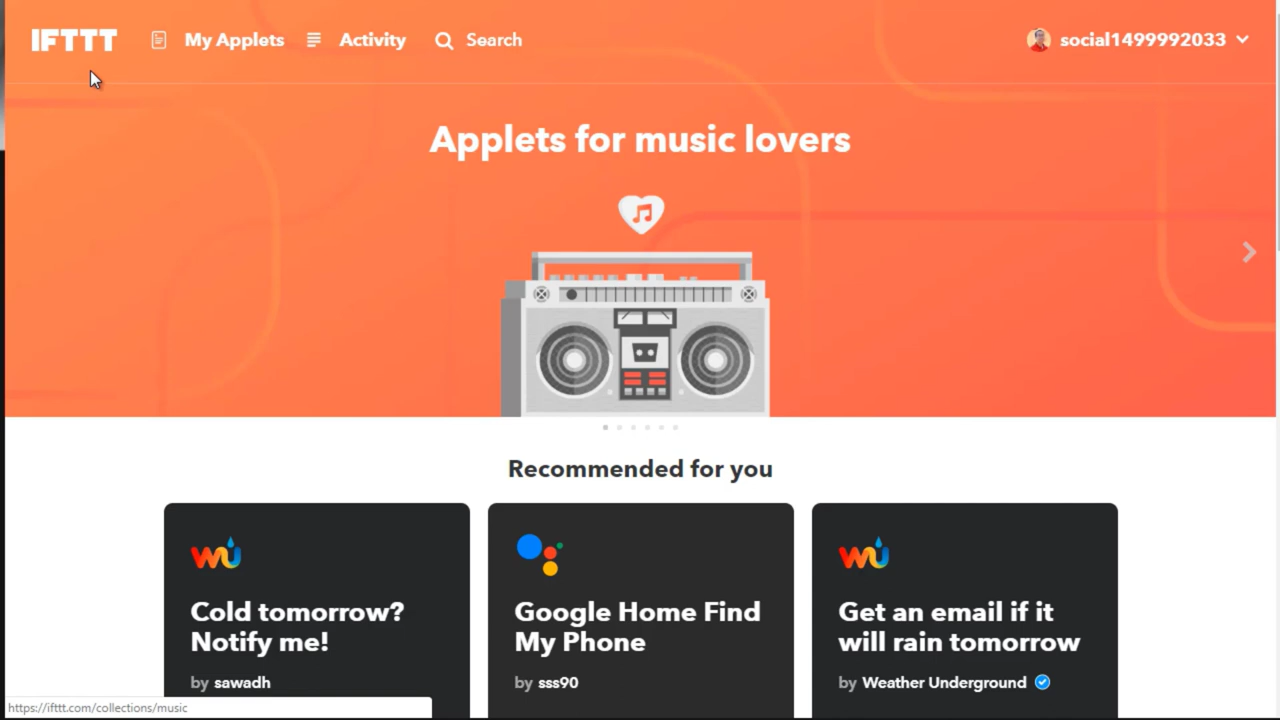 IFTTT My Applets Activity Search social1499992033
Applets for music lovers
Recommended for you
Cold tomorrow?
Notify me!
by sawadh
Google Home Find
My Phone
by sss90
Get an email if it
will rain tomorrow
by Weather Underground
https://ifttt.com/collections/music